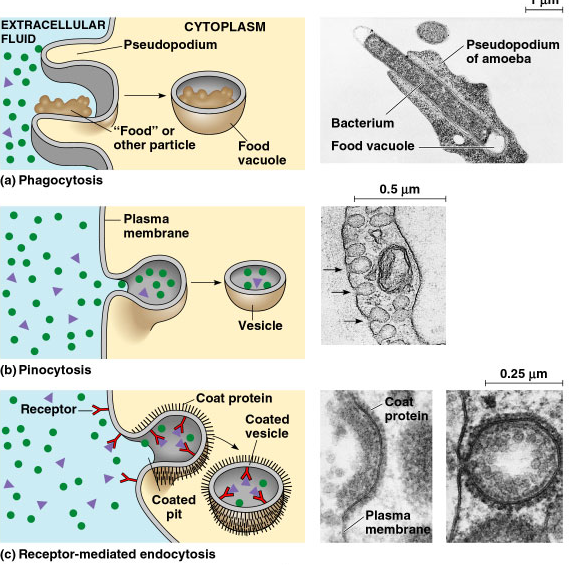 1 µm
EXTRACELLULAR
FLUID
CYTOPLASM
Pseudopodium
"Food" or
other particle
Food
vacuole
Pseudopodium
of amoeba
Bacterium
Food vacuole
(a) Phagocytosis
0.5 µm
Plasma
membrane
Vesicle
(b) Pinocytosis
0.25 µm
Receptor
Coat protein
Coated
vesicle
Coated
pit
Coat
protein
Plasma
membrane
(c) Receptor-mediated endocytosis